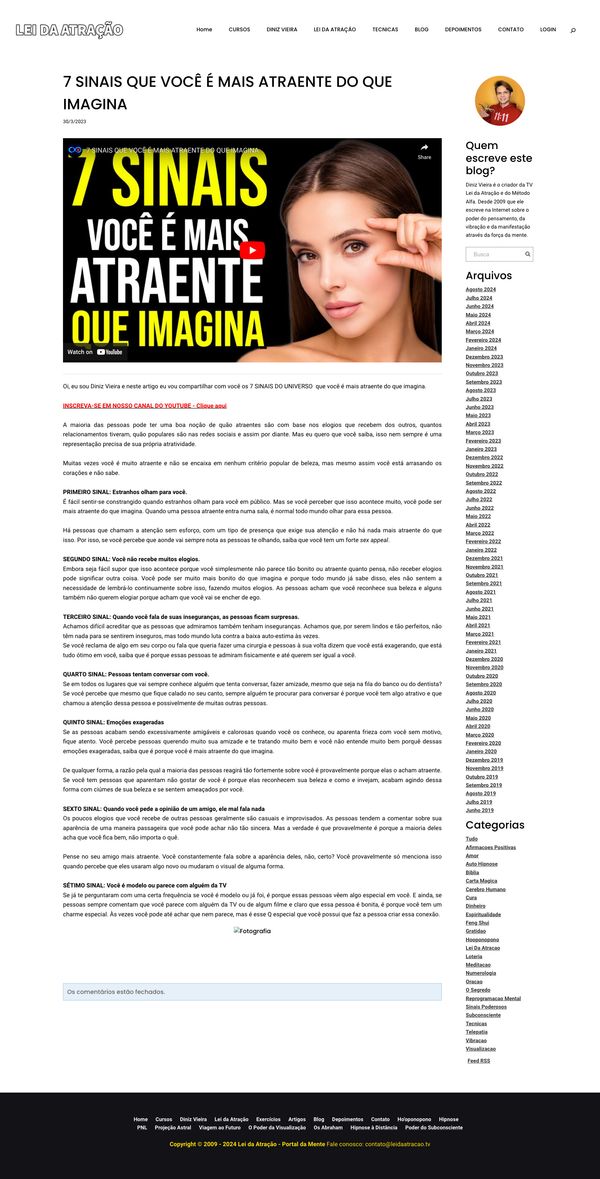 LEI DA ATRAÇÃO
Home CURSOS DINIZ VIEIRA LEI DA ATRAÇÃO TECNICAS BLOG DEPOIMENTOS CONTATO LOGIN
7 SINAIS QUE VOCÊ É MAIS ATRAENTE DO QUE
IMAGINA
30/3/2023
7 SINAIS QUE VOCÊ É MAIS ATRAENTE DO QUE IMAGINA
Share
7 SINAIS
VOCÊ É MAIS
ATRAENTE
QUE IMAGINA
Watch on YouTube
Oi, eu sou Diniz Vieira e neste artigo eu vou compartilhar com você os 7 SINAIS DO UNIVERSO que você é mais atraente do que imagina.
INSCREVA-SE EM NOSSO CANAL DO YOUTUBE - Clique aqui
A maioria das pessoas pode ter uma boa noção de quão atraentes são com base nos elogios que recebem dos outros, quantos
relacionamentos tiveram, quão populares são nas redes sociais e assim por diante. Mas eu quero que você saiba, isso nem sempre é uma
representação precisa de sua própria atratividade.
Muitas vezes você é muito atraente e não se encaixa em nenhum critério popular de beleza, mas mesmo assim você está arrasando os
corações e não sabe.
PRIMEIRO SINAL: Estranhos olham para você.
É fácil sentir-se constrangido quando estranhos olham para você em público. Mas se você perceber que isso acontece muito, você pode ser
mais atraente do que imagina. Quando uma pessoa atraente entra numa sala, é normal todo mundo olhar para essa pessoa.
Há pessoas que chamam a atenção sem esforço, com um tipo de presença que exige sua atenção e não há nada mais atraente do que
isso. Por isso, se você percebe que aonde vai sempre nota as pessoas te olhando, saiba que você tem um forte sex appeal.
SEGUNDO SINAL: Você não recebe muitos elogios.
Embora seja fácil supor que isso acontece porque você simplesmente não parece tão bonito ou atraente quanto pensa, não receber elogios
pode significar outra coisa. Você pode ser muito mais bonito do que imagina e porque todo mundo já sabe disso, eles não sentem a
necessidade de lembrá-lo continuamente sobre isso, fazendo muitos elogios. As pessoas acham que você reconhece sua beleza e alguns
também não querem elogiar porque acham que você vai se encher de ego.
TERCEIRO SINAL: Quando você fala de suas inseguranças, as pessoas ficam surpresas.
Achamos difícil acreditar que as pessoas que admiramos também tenham inseguranças. Achamos que, por serem lindos e tão perfeitos, não
têm nada para se sentirem inseguros, mas todo mundo luta contra a baixa auto-estima às vezes.
Se você reclama de algo em seu corpo ou fala que queria fazer uma cirurgia e pessoas à sua volta dizem que você está exagerando, que está
tudo ótimo em você, saiba que é porque essas pessoas te admiram fisicamente e até querem ser igual a você.
QUARTO SINAL: Pessoas tentam conversar com você.
Se em todos os lugares que vai sempre conhece alguém que tenta conversar, fazer amizade, mesmo que seja na fila do banco ou do dentista?
Se você percebe que mesmo que fique calado no seu canto, sempre alguém te procurar para conversar é porque você tem algo atrativo e que
chamou a atenção dessa pessoa e possivelmente de muitas outras pessoas.
QUINTO SINAL: Emoções exageradas
Se as pessoas acabam sendo excessivamente amigáveis e calorosas quando você os conhece, ou aparenta frieza com você sem motivo,
fique atento. Você percebe pessoas querendo muito sua amizade e te tratando muito bem e você não entende muito bem porquê dessas
emoções exageradas, saiba que é porque você é mais atraente do que imagina.
De qualquer forma, a razão pela qual a maioria das pessoas reagirá tão fortemente sobre você é provavelmente porque elas o acham atraente.
Se você tem pessoas que aparentam não gostar de você é porque elas reconhecem sua beleza e como e invejam, acabam agindo dessa
forma com ciúmes de sua beleza e se sentem ameaçados por você.
SEXTO SINAL: Quando você pede a opinião de um amigo, ele mal fala nada
Os poucos elogios que você recebe de outras pessoas geralmente são casuais e improvisados. As pessoas tendem a comentar sobre sua
aparência de uma maneira passageira que você pode achar não tão sincera. Mas a verdade é que provavelmente é porque a maioria deles
acha que você fica bem, não importa o quê.
Pense no seu amigo mais atraente. Você constantemente fala sobre a aparência deles, não, certo? Você provavelmente só menciona isso
quando percebe que eles usaram algo novo ou mudaram o visual de alguma forma.
SÉTIMO SINAL: Você é modelo ou parece com alguém da TV
Se já te perguntaram com uma certa frequência se você é modelo ou já foi, é porque essas pessoas vêem algo especial em você. E ainda, se
pessoas sempre comentam que você parece com alguém da TV ou de algum filme e claro que essa pessoa é bonita, é porque você tem um
charme especial. Às vezes você pode até achar que nem parece, mas é esse Q especial que você possui que faz a pessoa criar essa conexão.
Fotografia
Os comentários estão fechados.
11:11
Quem
escreve este
blog?
Diniz Vieira é o criador da TV
Lei da Atração e do Método
Alfa. Desde 2009 que ele
escreve na Internet sobre o
poder do pensamento, da
vibração e da manifestação
através da força da mente.
Busca
Arquivos
Agosto 2024
Julho 2024
Junho 2024
Maio 2024
Abril 2024
Março 2024
Fevereiro 2024
Janeiro 2024
Dezembro 2023
Novembro 2023
Outubro 2023
Setembro 2023
Agosto 2023
Julho 2023
Junho 2023
Maio 2023
Abril 2023
Março 2023
Fevereiro 2023
Janeiro 2023
Dezembro 2022
Novembro 2022
Outubro 2022
Setembro 2022
Agosto 2022
Julho 2022
Junho 2022
Maio 2022
Abril 2022
Março 2022
Fevereiro 2022
Janeiro 2022
Dezembro 2021
Novembro 2021
Outubro 2021
Setembro 2021
Agosto 2021
Julho 2021
Junho 2021
Maio 2021
Abril 2021
Março 2021
Fevereiro 2021
Janeiro 2021
Dezembro 2020
Novembro 2020
Outubro 2020
Setembro 2020
Agosto 2020
Julho 2020
Junho 2020
Maio 2020
Abril 2020
Março 2020
Fevereiro 2020
Janeiro 2020
Dezembro 2019
Novembro 2019
Outubro 2019
Setembro 2019
Agosto 2019
Julho 2019
Junho 2019
Categorias
Tudo
Afirmacoes Positivas
Amor
Auto Hipnose
Biblia
Carta Magica
Cerebro Humano
Cura
Dinheiro
Espiritualidade
Feng Shui
Gratidao
Hooponopono
Lei Da Atracao
Loteria
Meditacao
Numerologia
Oracao
O Segredo
Reprogramacao Mental
Sinais Poderosos
Subconsciente
Tecnicas
Telepatia
Vibracao
Visualizacao
Feed RSS
Home Cursos Diniz Vieira Lei da Atração Exercícios Artigos Blog Depoimentos Contato Ho'oponopono Hipnose
PNL Projeção Astral Viagem ao Futuro O Poder da Visualização Os Abraham Hipnose à Distância Poder do Subconsciente
Copyright © 2009 - 2024 Lei da Atração - Portal da Mente Fale conosco: contato@leidaatracao.tv